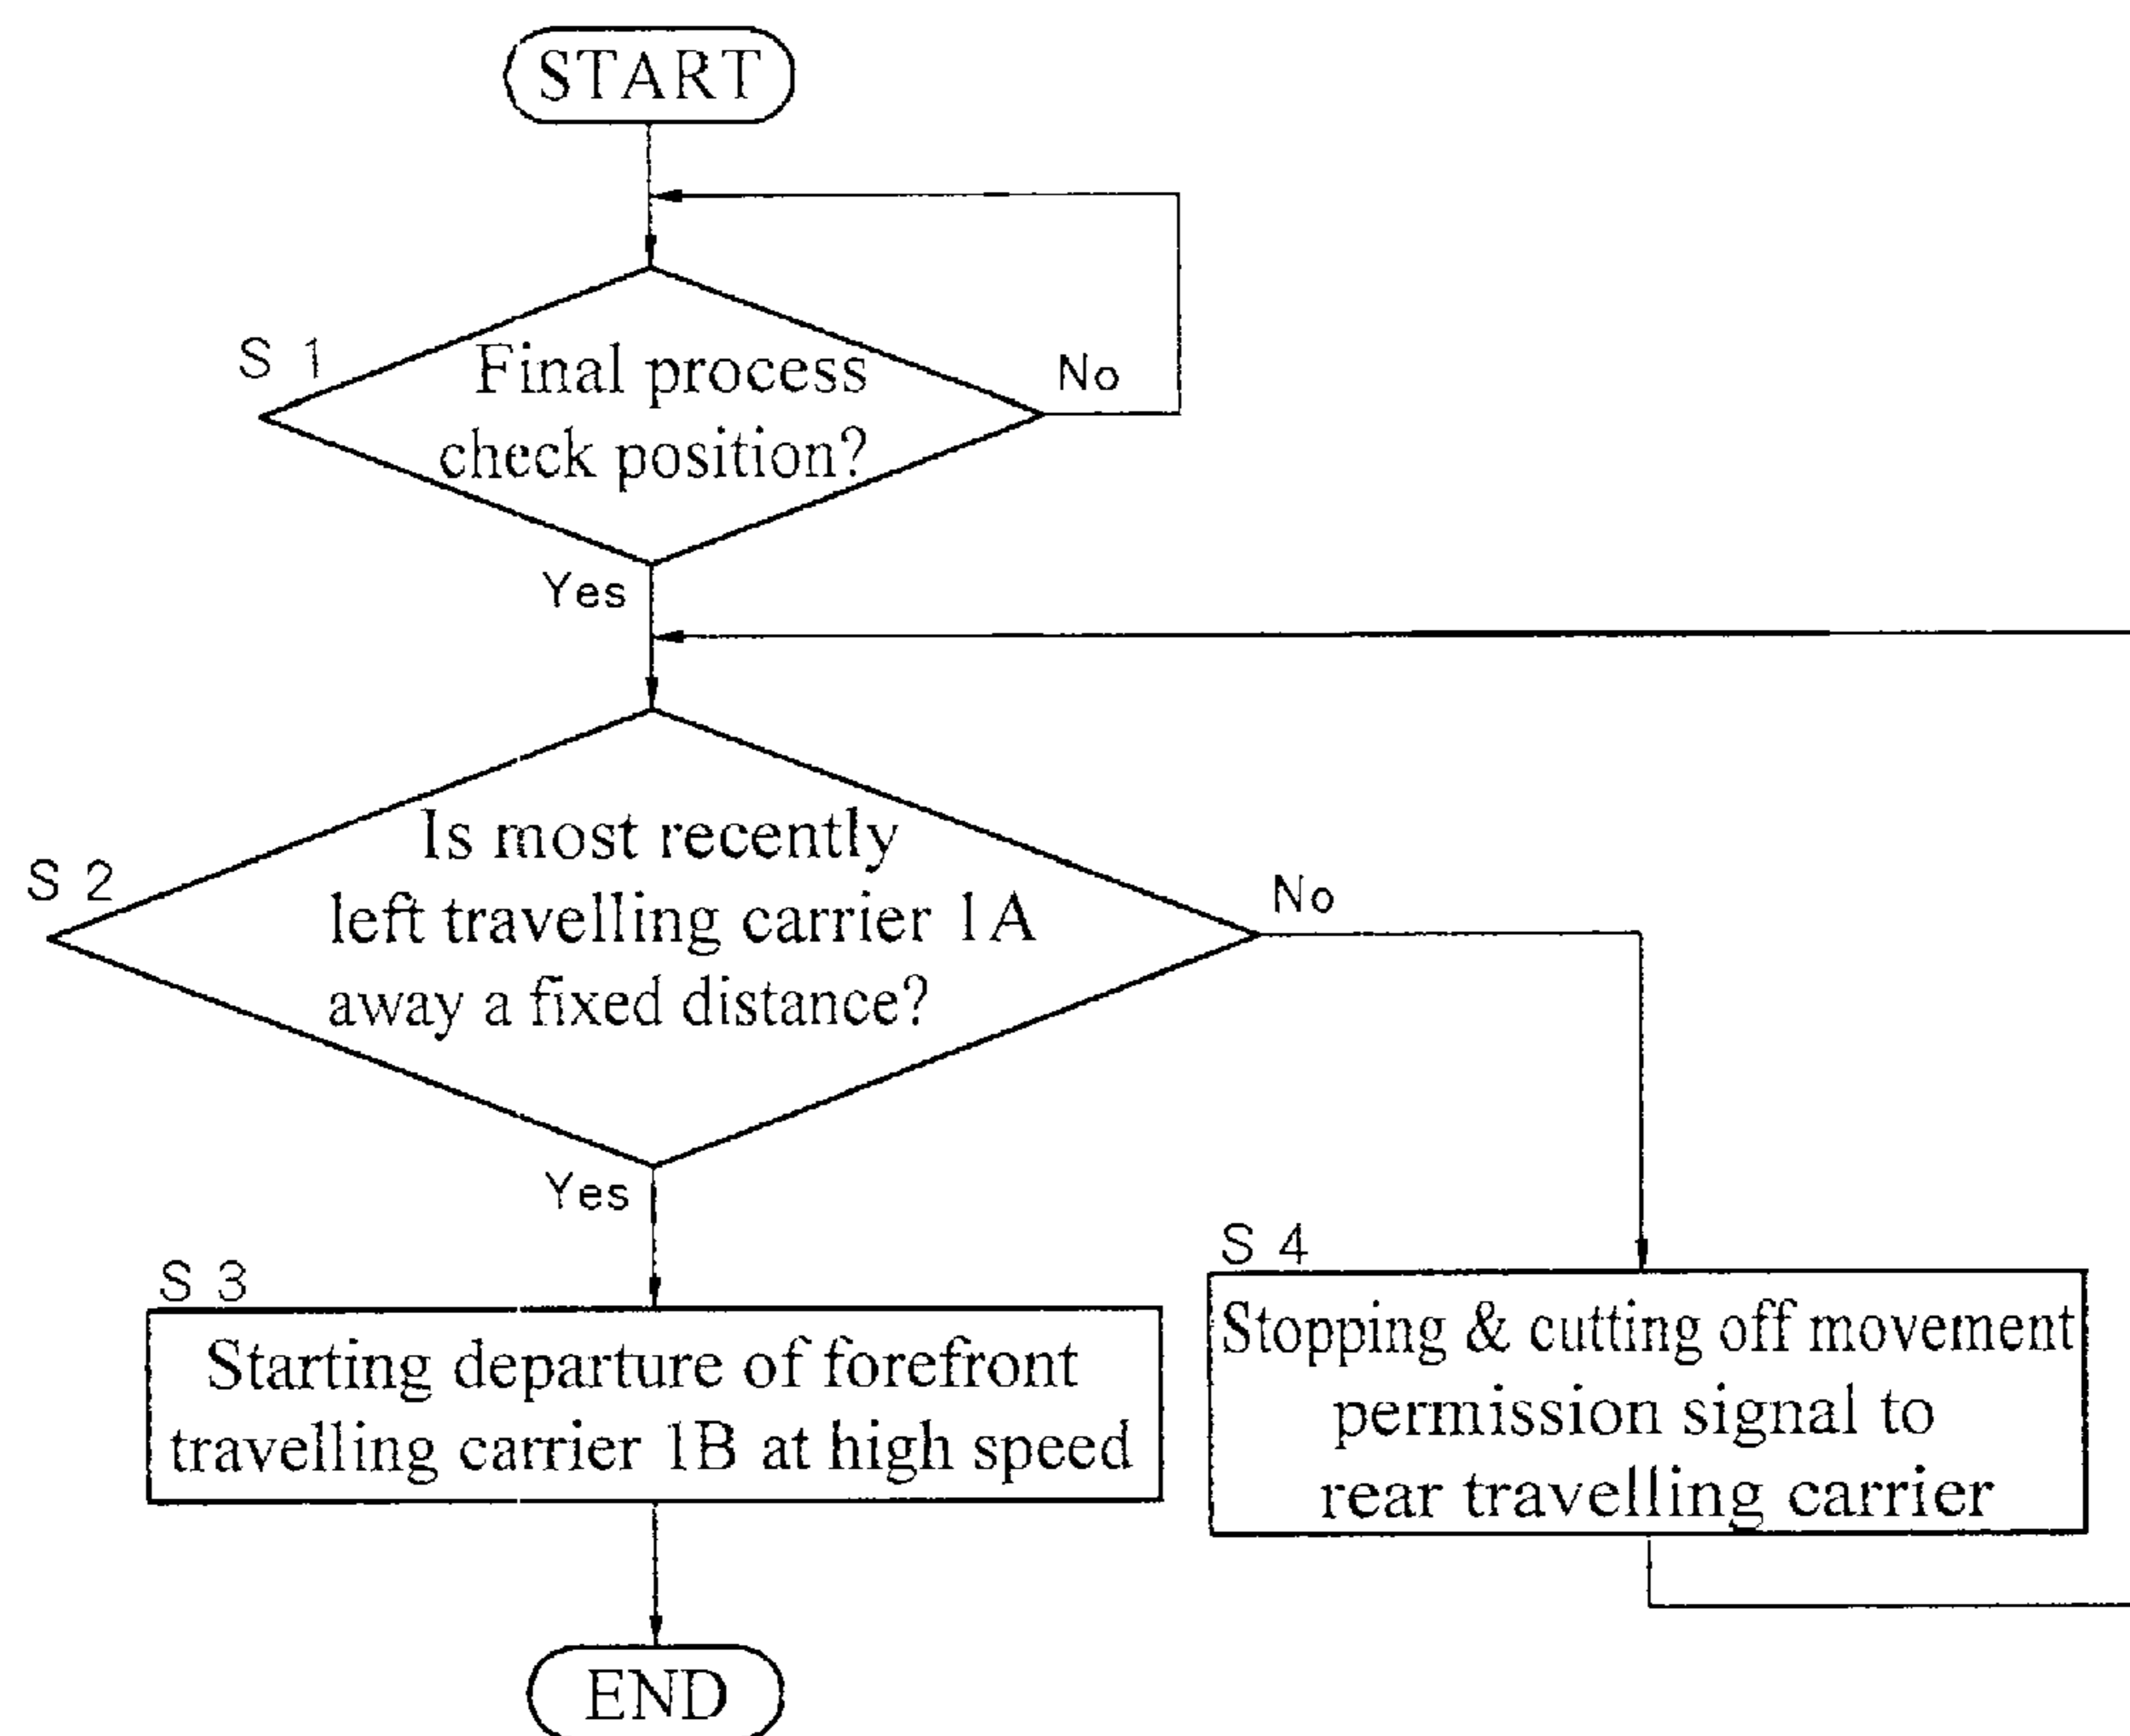 START
S 1
Final process
check position?
No
Yes
S 2
Is most recently
left travelling carrier 1A
away a fixed distance?
No
Yes
S 3
Starting departure of forefront
travelling carrier 1B at high speed
S 4
Stopping & cutting off movement
permission signal to
rear travelling carrier
END